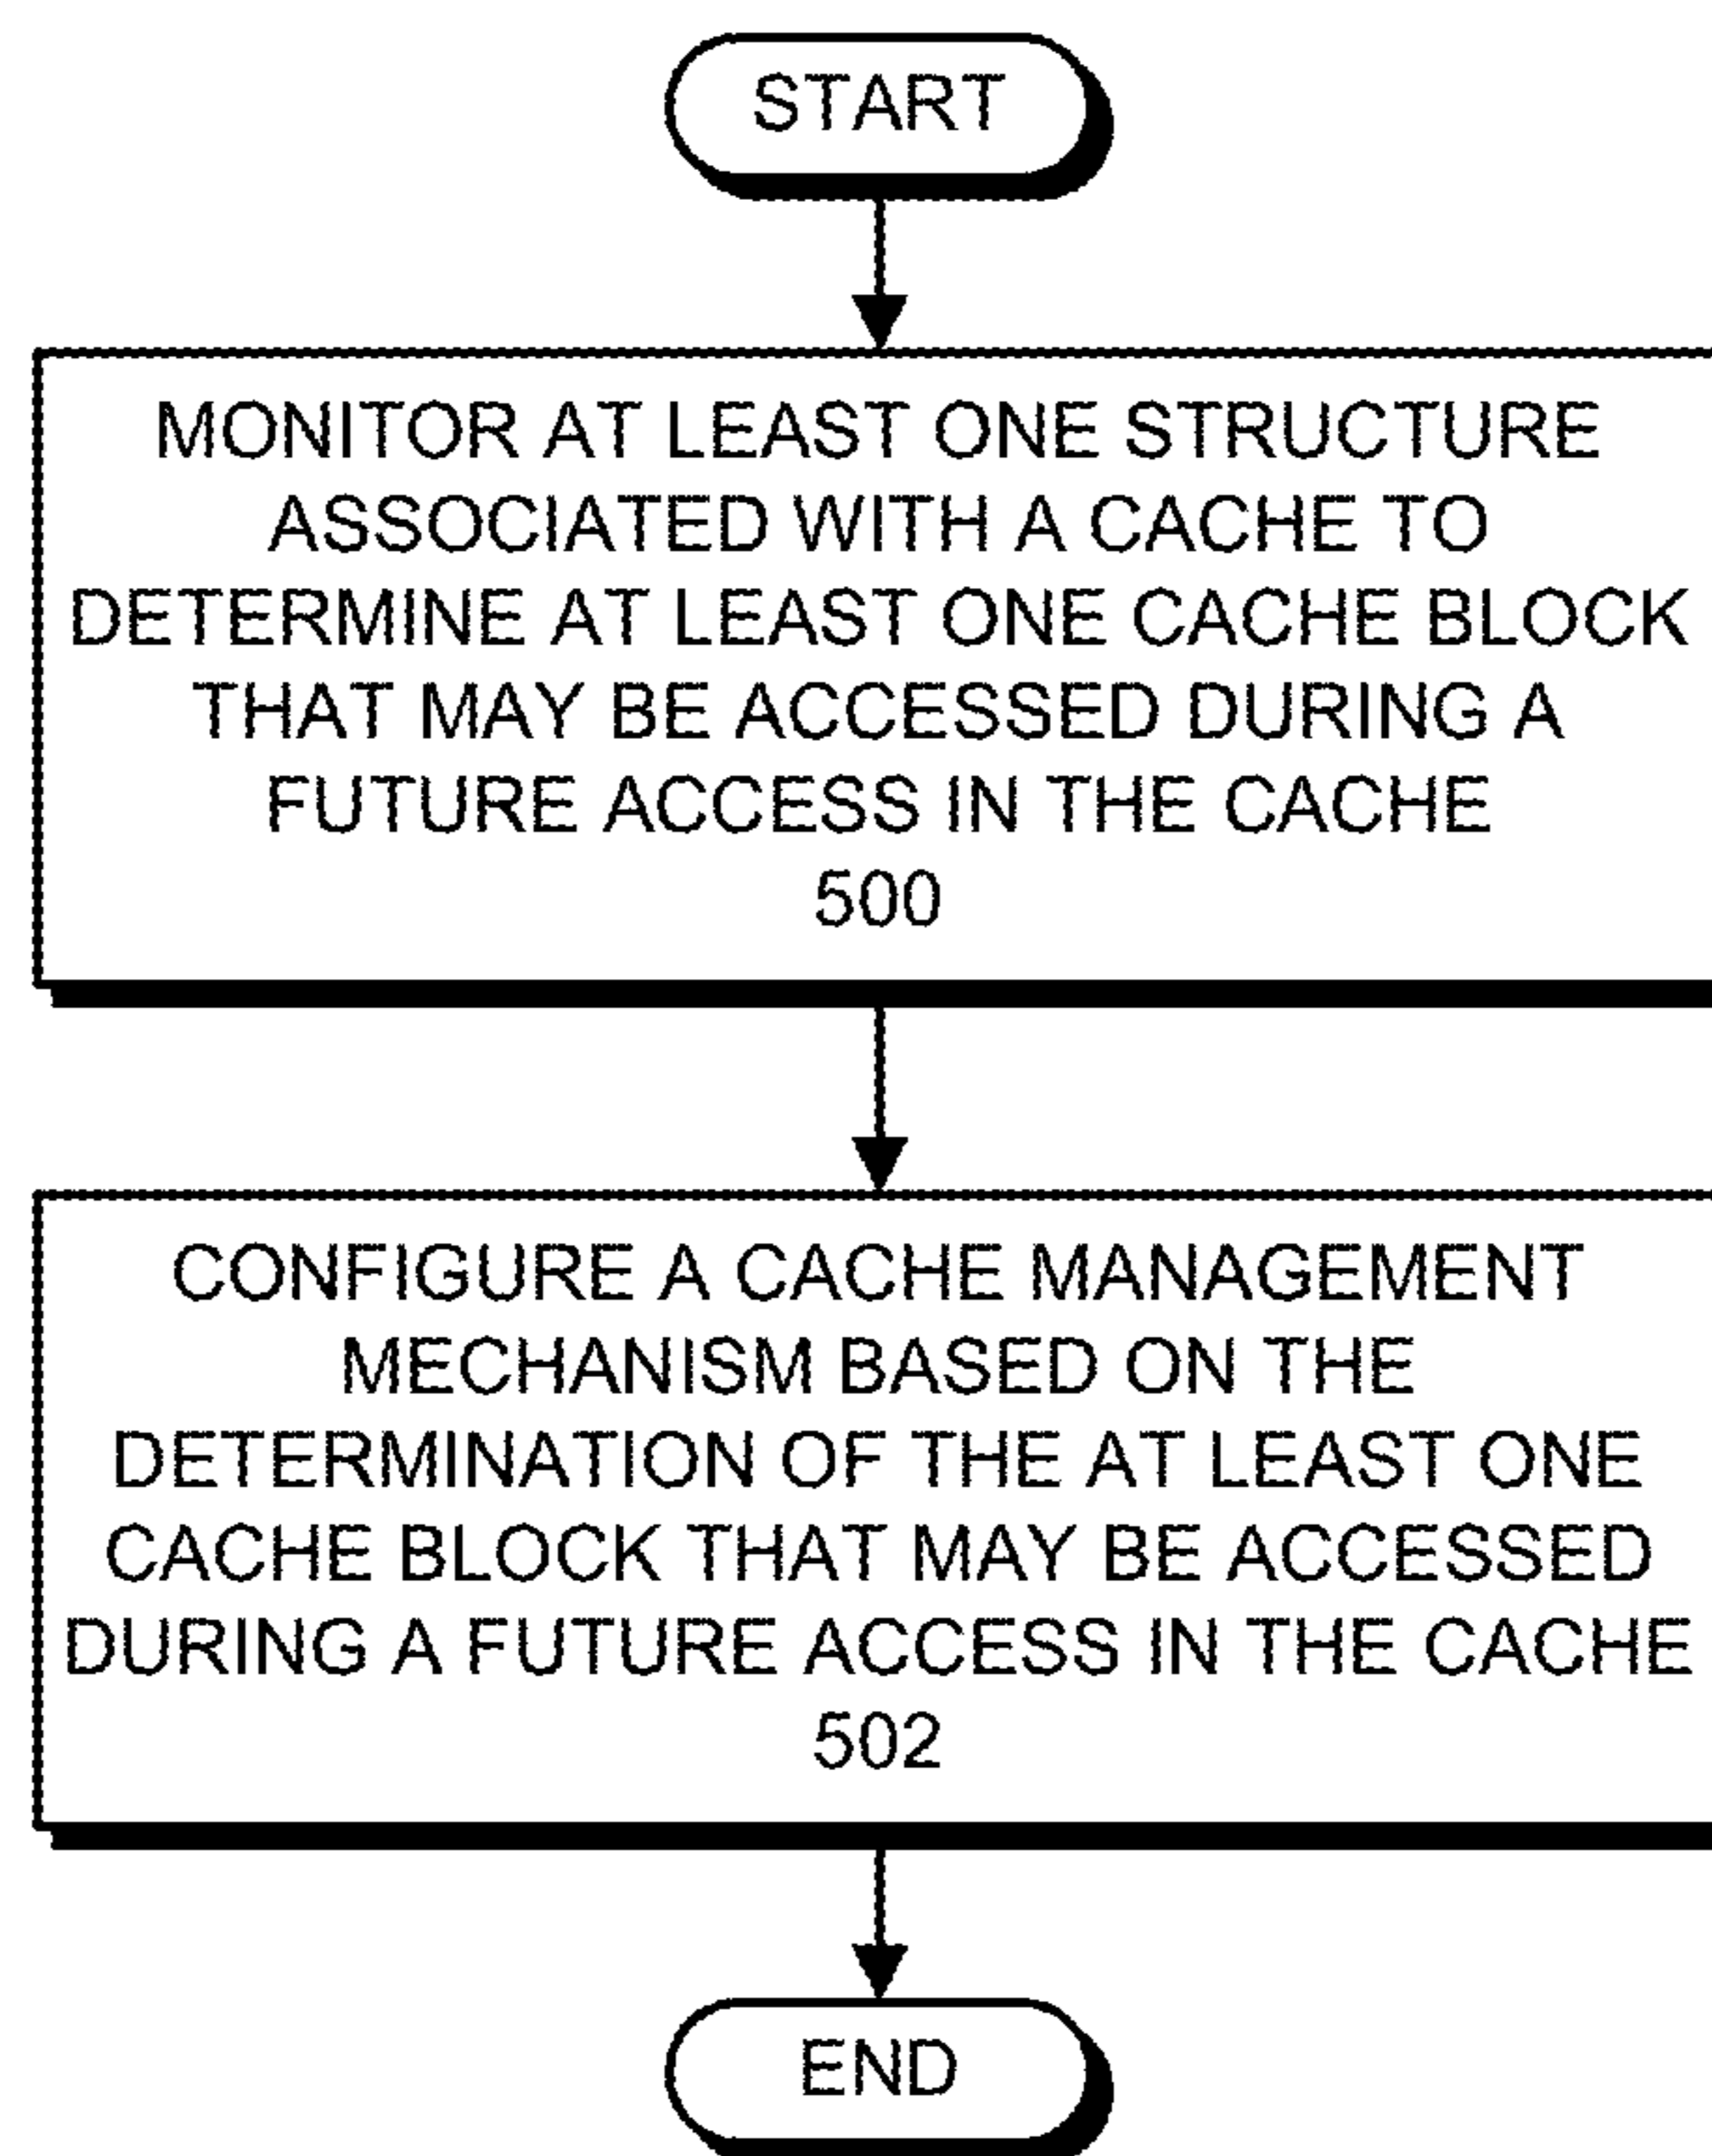 START
MONITOR AT LEAST ONE STRUCTURE
ASSOCIATED WITH A CACHE TO
DETERMINE AT LEAST ONE CACHE BLOCK
THAT MAY BE ACCESSED DURING A
FUTURE ACCESS IN THE CACHE
500
CONFIGURE A CACHE MANAGEMENT
MECHANISM BASED ON THE
DETERMINATION OF THE AT LEAST ONE
CACHE BLOCK THAT MAY BE ACCESSED
DURING A FUTURE ACCESS IN THE CACHE
502
END